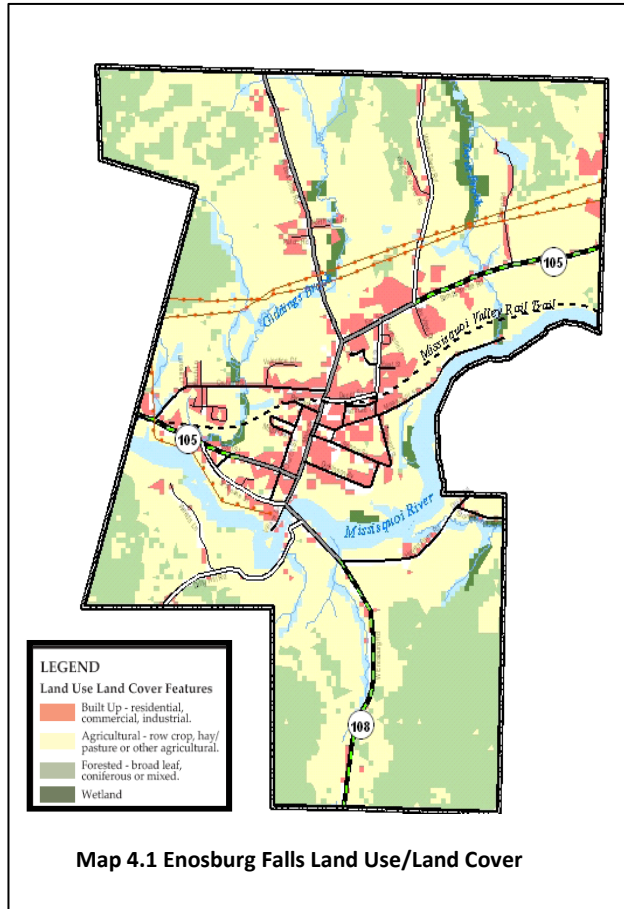 105
Giddings Brook
Missisquoi Valley Rail Trail
105
Missisquoi River
108
LEGEND
Land Use Land Cover Features
Built Up - residential,
commercial, industrial.
Agricultural - row crop, hay/
pasture or other agricultural.
Forested - broad leaf,
coniferous or mixed.
Wetland
Map 4.1 Enosburg Falls Land Use/Land Cover